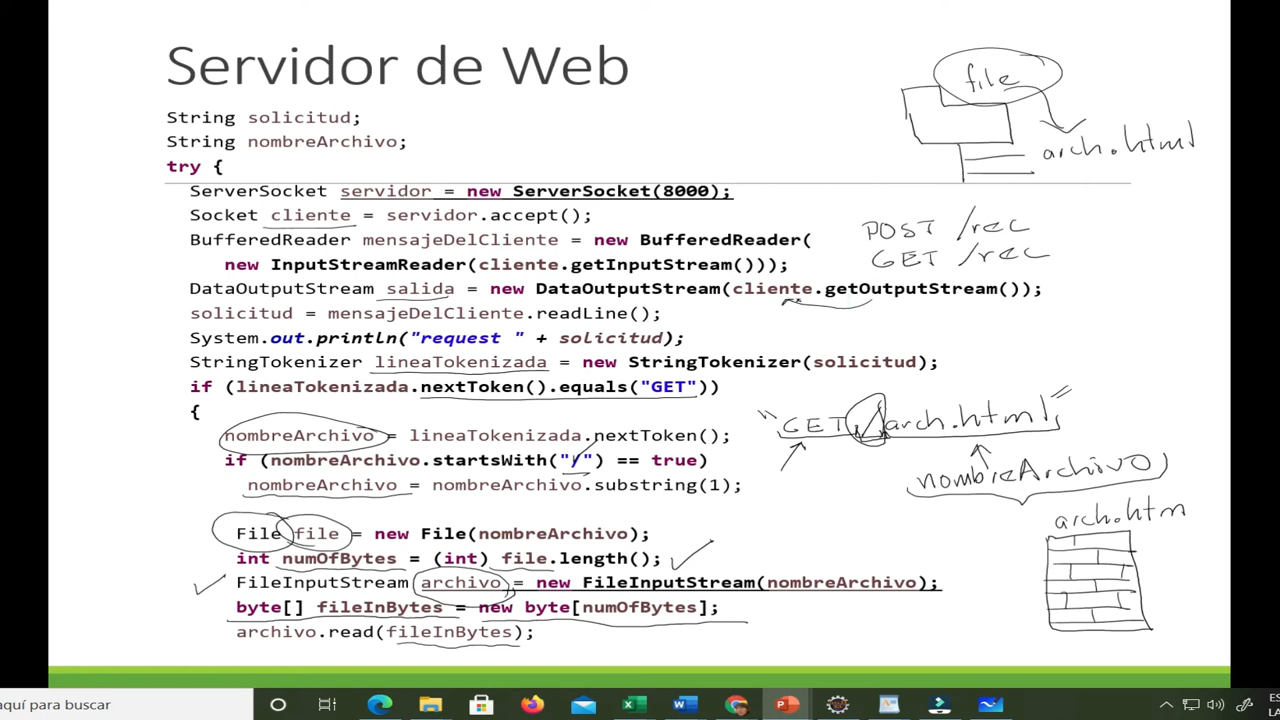 Servidor de Web
String solicitud;
String nombreArchivo;
try {
ServerSocket servidor = new ServerSocket(8000);
Socket cliente = servidor.accept();
BufferedReader mensajeDelCliente = new BufferedReader(
new InputStreamReader(cliente.getInputStream()));
DataOutputStream salida = new DataOutputStream(cliente.getOutputStream());
solicitud = mensajeDelCliente.readLine();
System.out.println("request " + solicitud);
StringTokenizer lineaTokenizada = new StringTokenizer(solicitud);
if (lineaTokenizada.nextToken().equals("GET"))
{
nombreArchivo = lineaTokenizada.nextToken();
if (nombreArchivo.startsWith("/") == true)
nombreArchivo = nombreArchivo.substring(1);
File file = new File(nombreArchivo);
int numOfBytes = (int) file.length();
FileInputStream archivo = new FileInputStream(nombreArchivo);
byte[] fileInBytes = new byte[numOfBytes];
archivo.read(fileInBytes);
file
arch.html
POST /rec
GET /rec
"GET /arch.html"
nombreArchivo
arch.htm
aquí para buscar
ES
LA